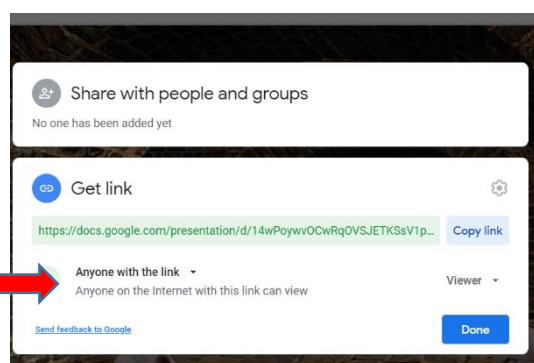 Share with people and groups
No one has been added yet
Get link
https://docs.google.com/presentation/d/14wPoywvOCwRqOVSJETKSsV1p... Copy link
Anyone with the link
Anyone on the Internet with this link can view
Viewer
Send feedback to Google
Done